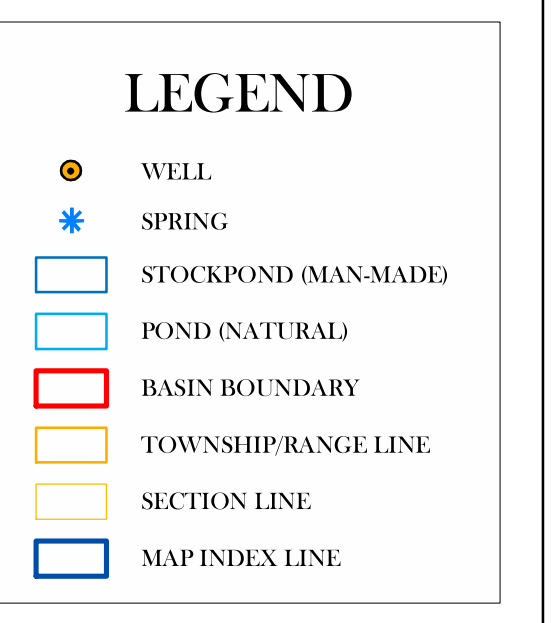 LEGEND
WELL
SPRING
STOCKPOND (MAN-MADE)
POND (NATURAL)
BASIN BOUNDARY
TOWNSHIP/RANGE LINE
SECTION LINE
MAP INDEX LINE